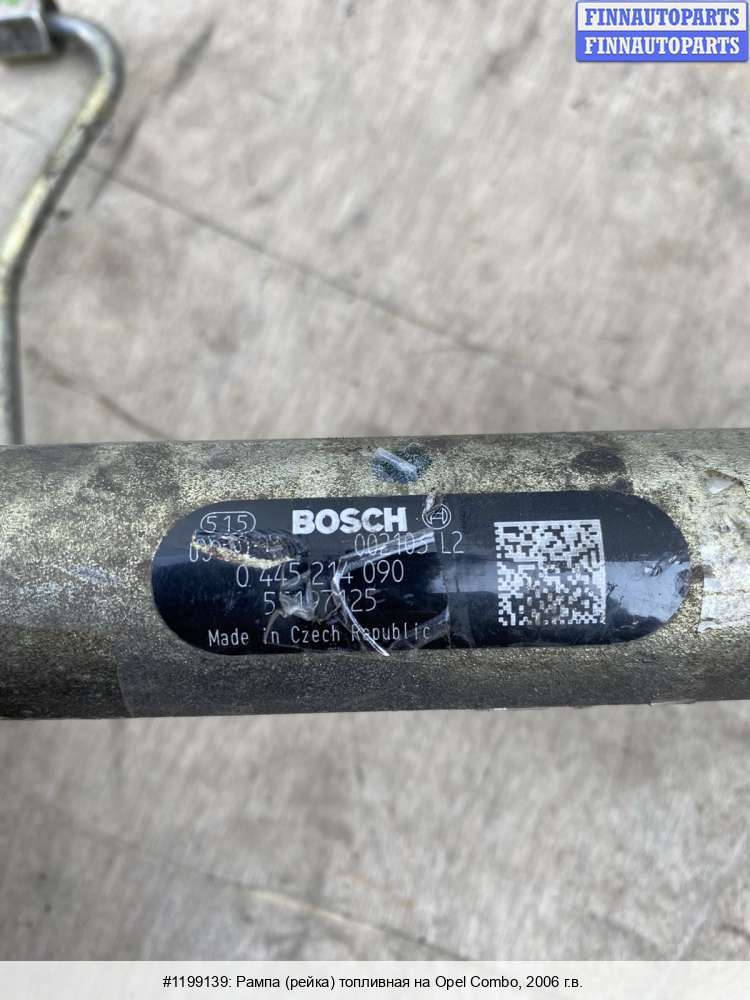 FINNAUTOPARTS
FINNAUTOPARTS
515 BOSCH
002103 L2
0 445 214 090
Made in Czech Republic
#1199139: Рампа (рейка) топливная на Opel Combo, 2006 г.в.